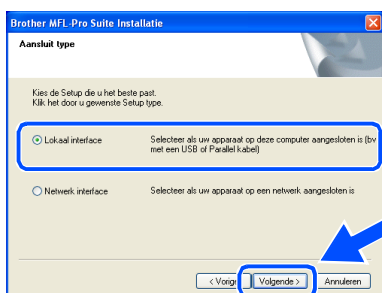 Brother MFL-Pro Suite Installatie
Aansluit type
Kies de Setup die u het beste past.
Klik het door u gewenste Setup type.
Lokaal interface
Selecteer als uw apparaat op deze computer aangesloten is (bv
met een USB of Parallel kabel)
Netwerk interface
Selecteer als uw apparaat op een netwerk aangesloten is
< Vorige
Volgende >
Annuleren